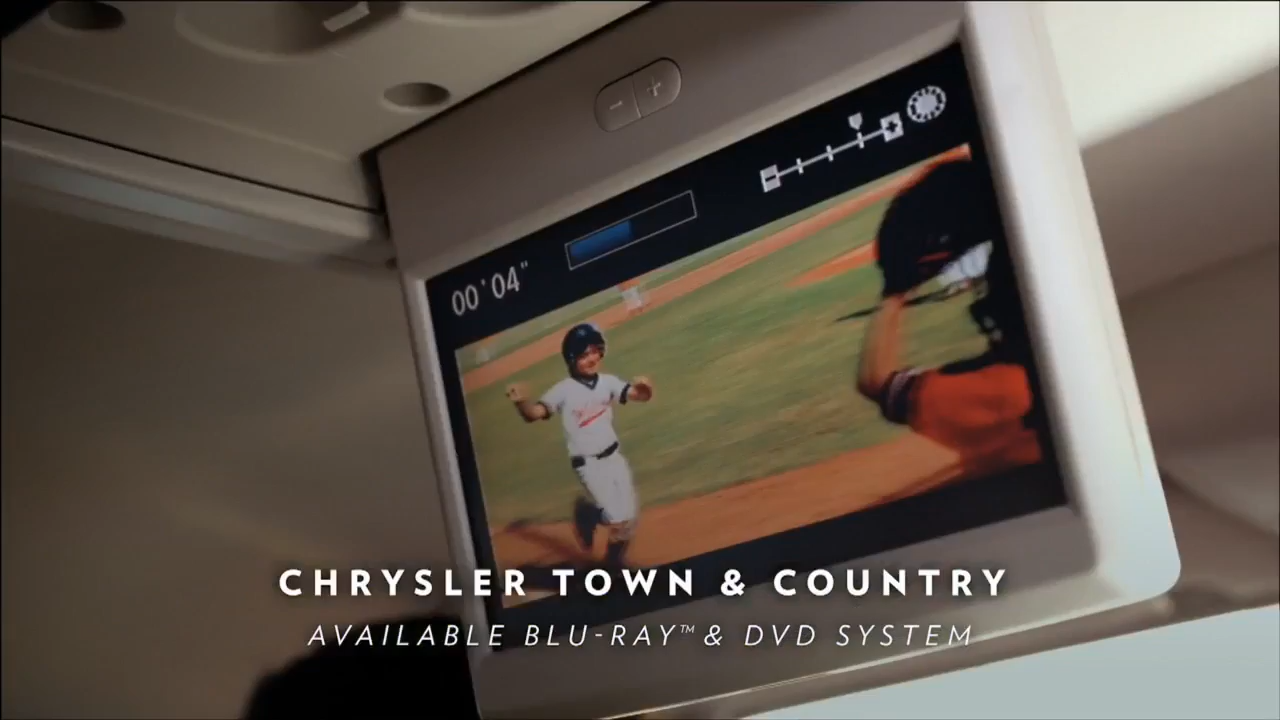 00'04"
CHRYSLER TOWN & COUNTRY
AVAILABLE BLU-RAY™ & DVD SYSTEM